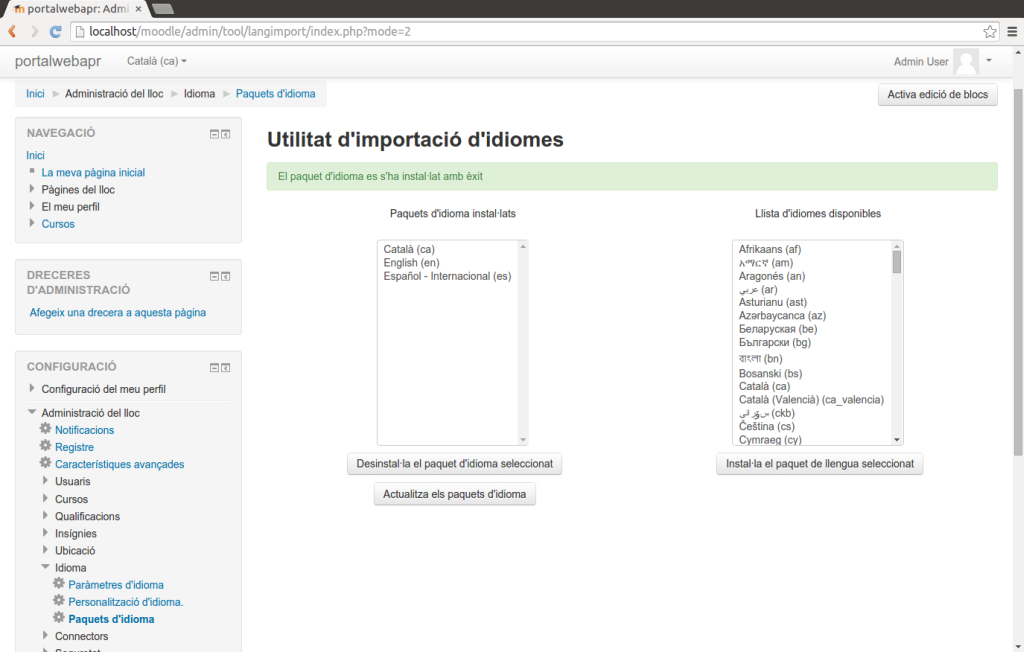 portalwebapr: Admi
localhost/moodle/admin/tool/langimport/index.php?mode=2
portalwebapr
Català (ca)
Admin User
Inici
Administració del lloc
Idioma
Paquets d'idioma
Activa edició de blocs
NAVEGACIÓ
Inici
La meva pàgina inicial
Pàgines del lloc
El meu perfil
Cursos
DRECERES
D'ADMINISTRACIÓ
Afegeix una drecera a aquesta pàgina
CONFIGURACIÓ
Configuració del meu perfil
Administració del lloc
Notificacions
Registre
Característiques avançades
Usuaris
Cursos
Qualificacions
Insígnies
Ubicació
Idioma
Paràmetres d'idioma
Personalització d'idioma.
Paquets d'idioma
Connectors
Seguretat
Utilitat d'importació d'idiomes
El paquet d'idioma es s'ha instal·lat amb èxit
Paquets d'idioma instal·lats
Català (ca)
English (en)
Español - Internacional (es)
Desinstal·la el paquet d'idioma seleccionat
Actualitza els paquets d'idioma
Llista d'idiomes disponibles
Afrikaans (af)
አማርኛ (am)
Aragonés (an)
عربي (ar)
Asturianu (ast)
Azərbaycanca (az)
Беларуская (be)
Български (bg)
বাংলা (bn)
Bosanski (bs)
Català (ca)
Català (Valencià) (ca_valencia)
سۆرانی (ckb)
Čeština (cs)
Cymraeg (cy)
Instal·la el paquet de llengua seleccionat